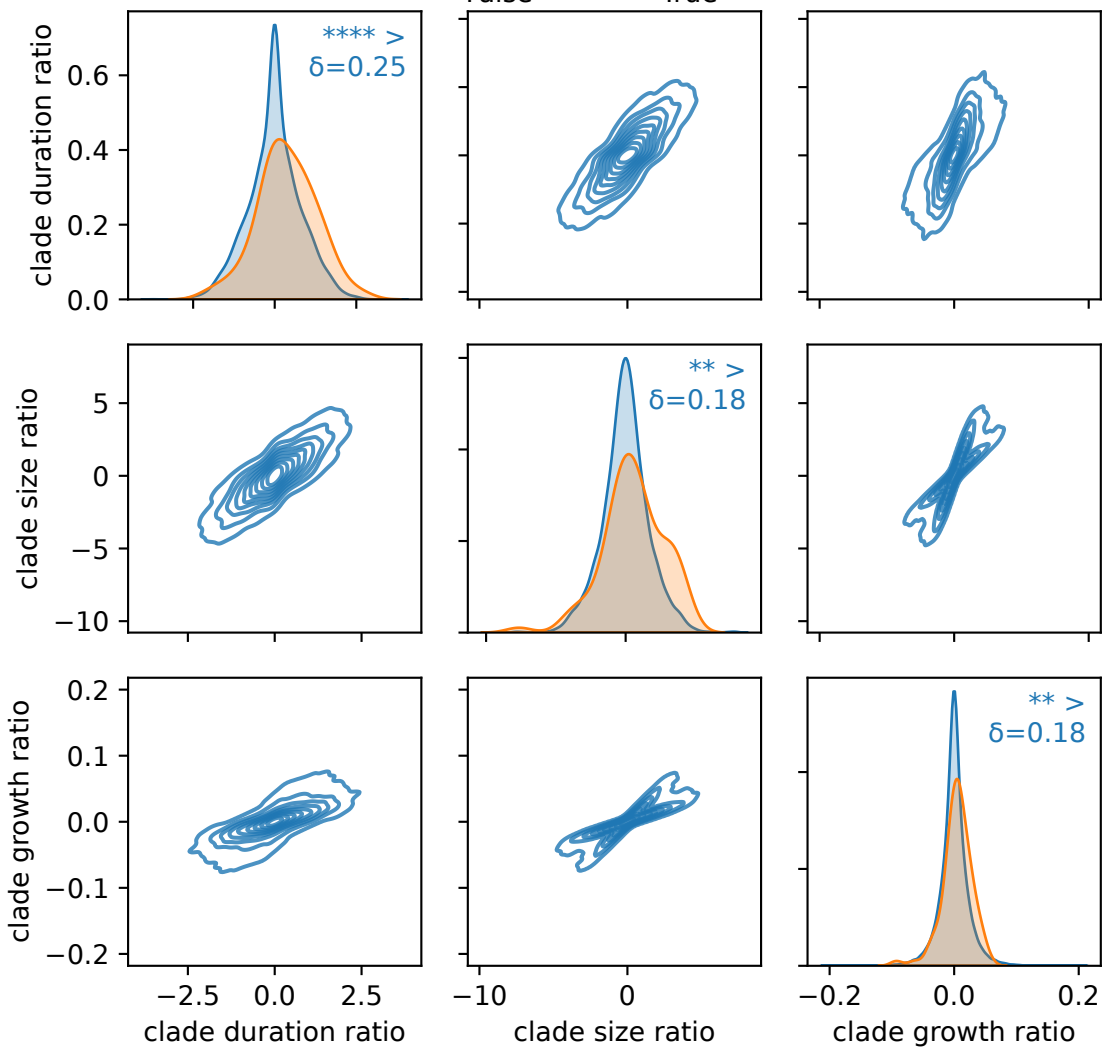 False True
clade duration ratio
0.6
0.4
0.2
0.0
**** >
δ=0.25
clade size ratio
5
0
−5
−10
** >
δ=0.18
clade growth ratio
0.2
0.1
0.0
−0.1
−0.2
** >
δ=0.18
−2.5 0.0 2.5
−10 0
−0.2 0.0 0.2
clade duration ratio
clade size ratio
clade growth ratio